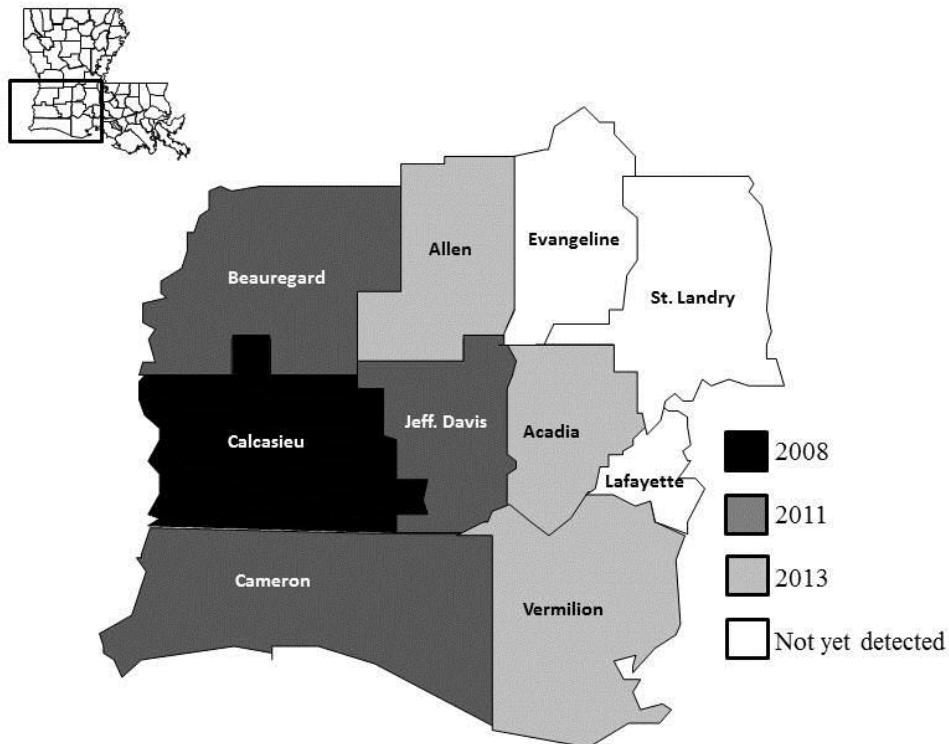 Evangeline
Allen
Beauregard
St. Landry
Jeff. Davis
Acadia
Calcasieu
Lafayette
Cameron
Vermilion
2008
2011
2013
Not yet detected